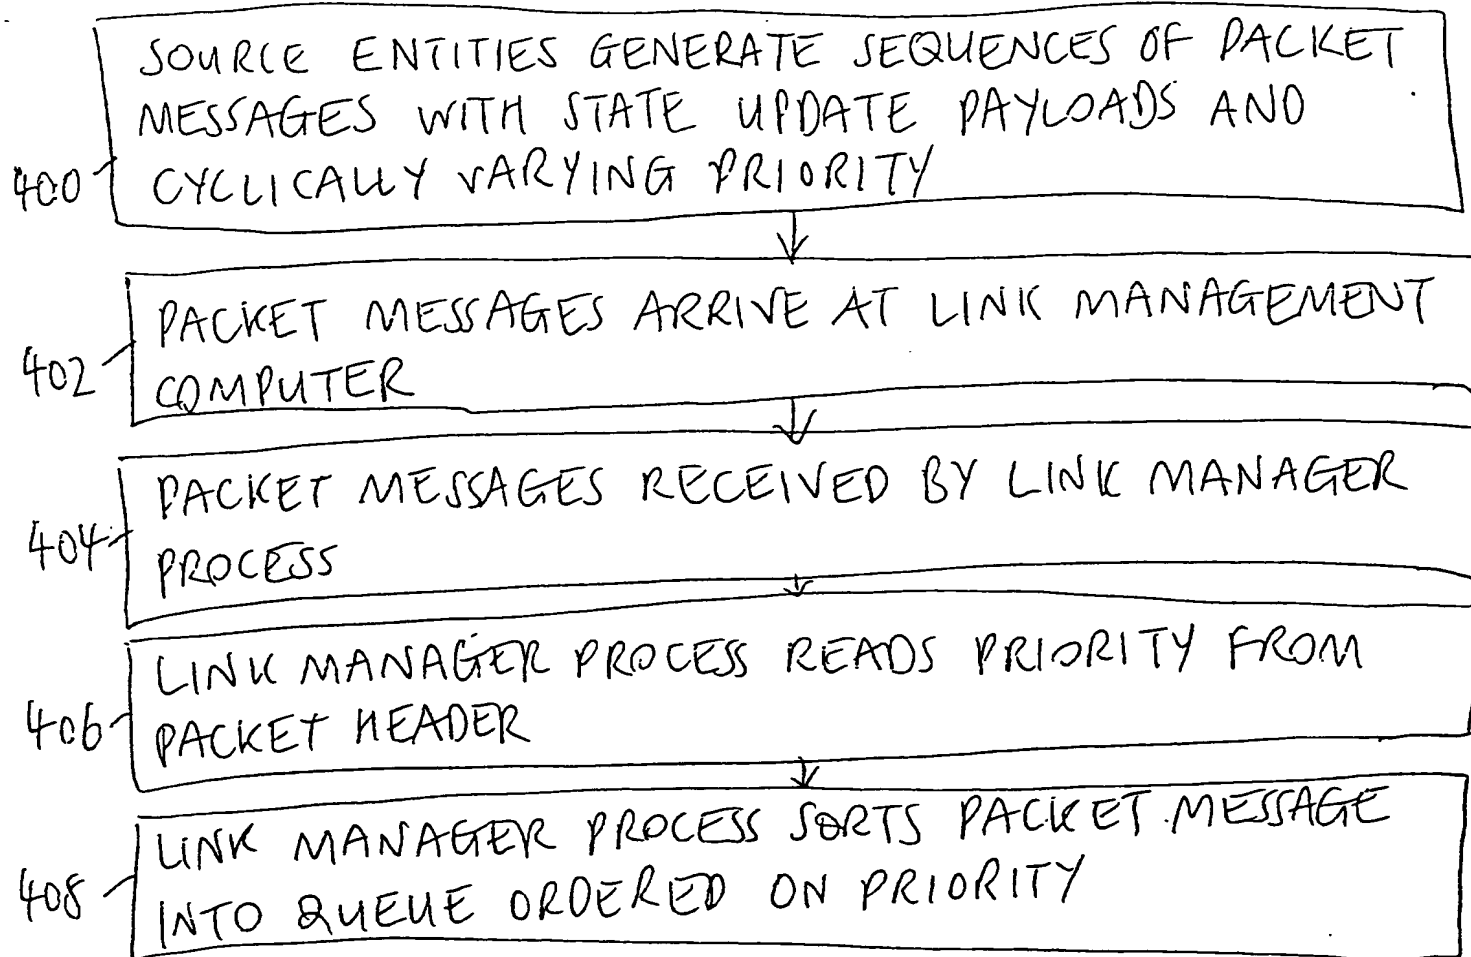 SOURCE ENTITIES GENERATE SEQUENCES OF PACKET
MESSAGES WITH STATE UPDATE PAYLOADS AND
CYCLICALLY VARYING PRIORITY
400
PACKET MESSAGES ARRIVE AT LINK MANAGEMENT
COMPUTER
402
PACKET MESSAGES RECEIVED BY LINK MANAGER
PROCESS
404
LINK MANAGER PROCESS READS PRIORITY FROM
PACKET HEADER
406
LINK MANAGER PROCESS SORTS PACKET MESSAGE
INTO QUEUE ORDERED ON PRIORITY
408